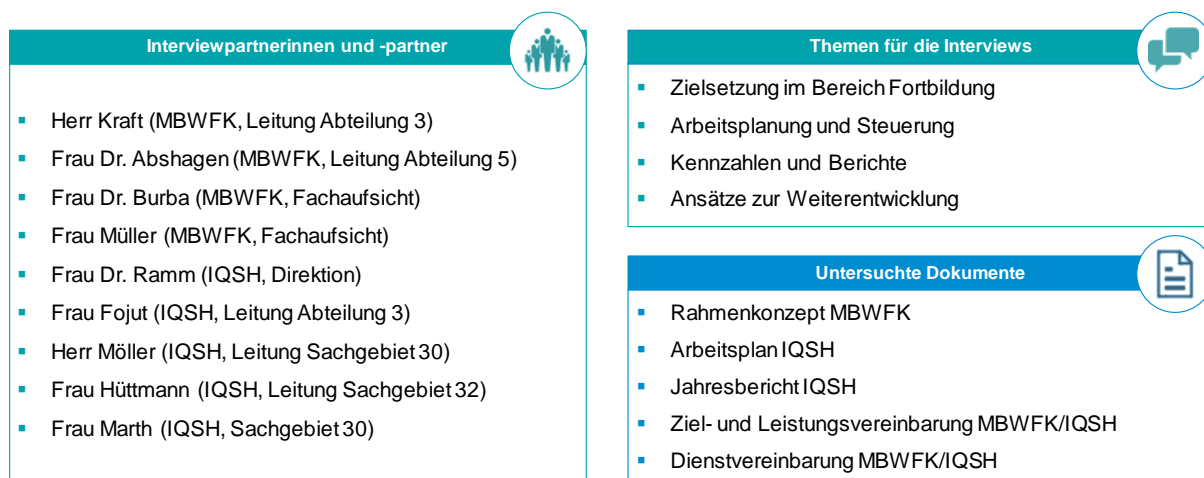 Interviewpartnerinnen und -partner
Herr Kraft (MBWFK, Leitung Abteilung 3)
Frau Dr. Abshagen (MBWFK, Leitung Abteilung 5)
Frau Dr. Burba (MBWFK, Fachaufsicht)
Frau Müller (MBWFK, Fachaufsicht)
Frau Dr. Ramm (IQSH, Direktion)
Frau Fojut (IQSH, Leitung Abteilung 3)
Herr Möller (IQSH, Leitung Sachgebiet 30)
Frau Hüttmann (IQSH, Leitung Sachgebiet 32)
Frau Marth (IQSH, Sachgebiet 30)
Themen für die Interviews
Zielsetzung im Bereich Fortbildung
Arbeitsplanung und Steuerung
Kennzahlen und Berichte
Ansätze zur Weiterentwicklung
Untersuchte Dokumente
Rahmenkonzept MBWFK
Arbeitsplan IQSH
Jahresbericht IQSH
Ziel- und Leistungsvereinbarung MBWFK/IQSH
Dienstvereinbarung MBWFK/IQSH